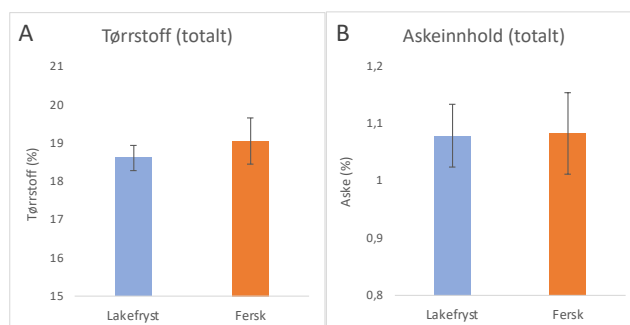 A
Tørrstoff (totalt)
21
20
19
18
17
16
15
Tørrstoff (%)
Lakefryst
Fersk
B
Askeinnhold (totalt)
1,2
1,1
1
0,9
0,8
Aske (%)
Lakefryst
Fersk